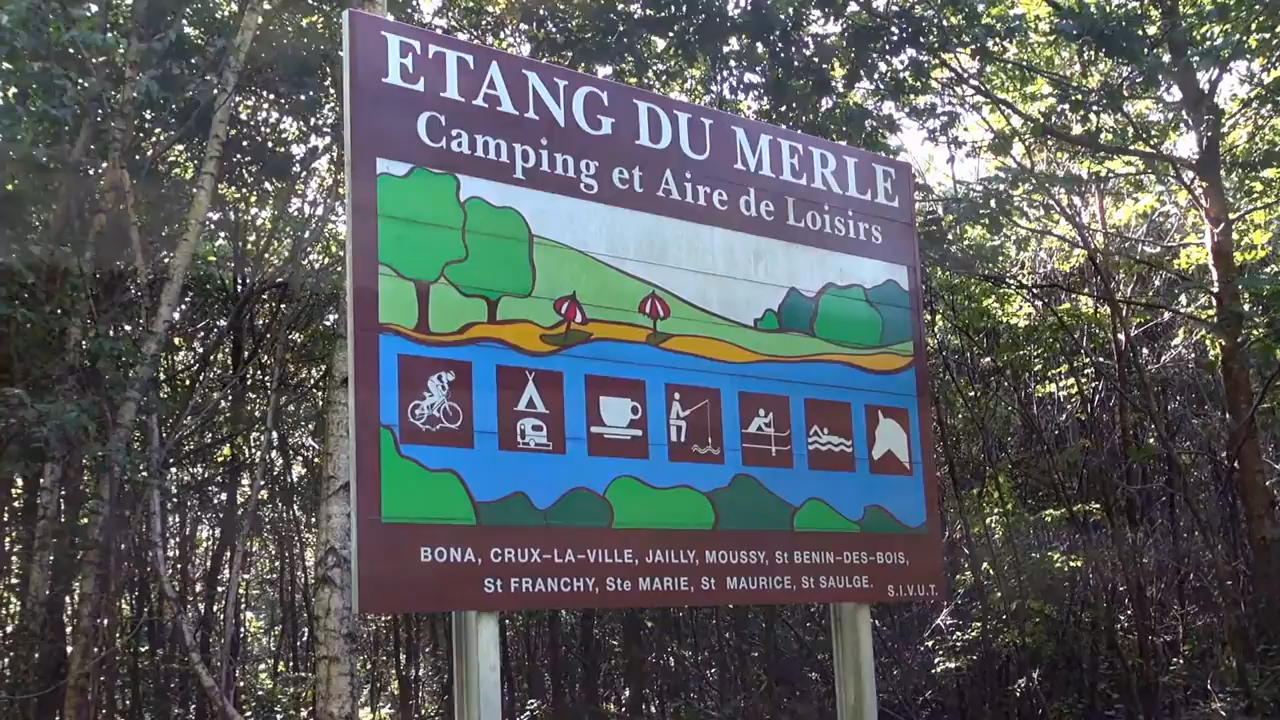 ETANG DU MERLE
Camping et Aire de Loisirs
BONA, CRUX-LA-VILLE, JAILLY, MOUSSY, St BENIN-DES-BOIS,
St FRANCHY, Ste MARIE, St MAURICE, St SAULGE.
S.I.V.U.T.